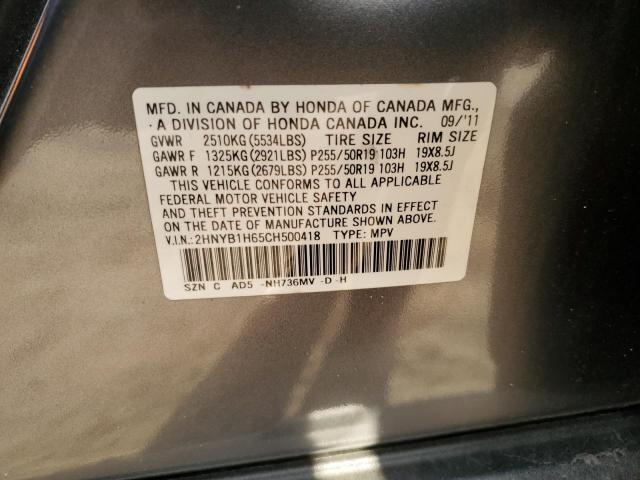 MFD. IN CANADA BY HONDA OF CANADA MFG.,
·A DIVISION OF HONDA CANADA INC. 09/'11
GVWR 2510KG(5534LBS) TIRE SIZE RIM SIZE
GAWR F 1325KG(2921LBS) P255/50R19 103H 19X8.5J
GAWR R 1215KG(2679LBS) P255/50R19 103H 19X8.5J
THIS VEHICLE CONFORMS TO ALL APPLICABLE
FEDERAL MOTOR VEHICLE SAFETY
AND THEFT PREVENTION STANDARDS IN EFFECT
ON THE DATE OF MANUFACTURE SHOWN ABOVE.
V.I.N.:2HNYB1H65CH500418 TYPE: MPV
SZN C AD5 -NH736MV -D -H